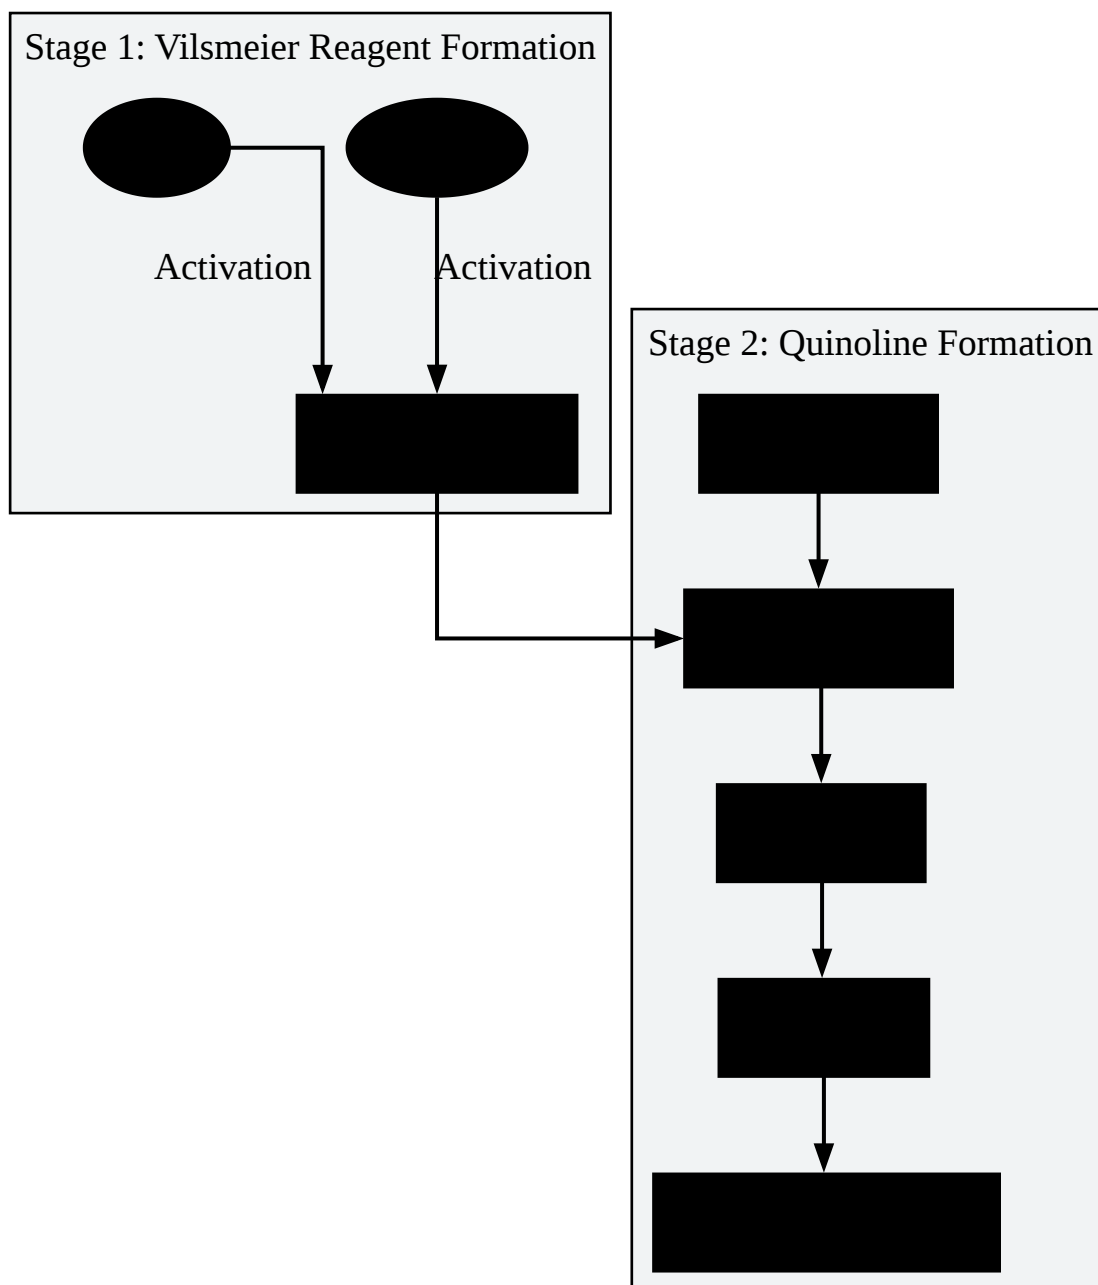 Stage 1: Vilsmeier Reagent Formation
Activation
Activation
Stage 2: Quinoline Formation